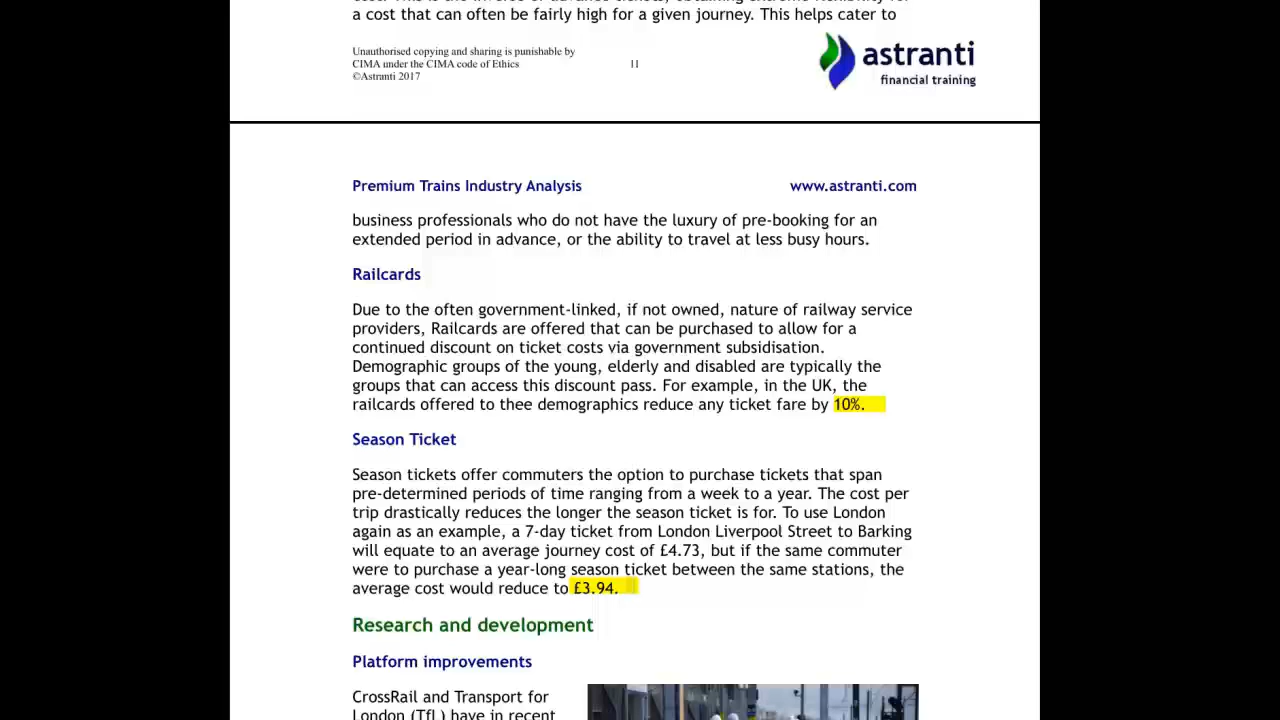 a cost that can often be fairly high for a given journey. This helps cater to
Unauthorised copying and sharing is punishable by
CIMA under the CIMA code of Ethics
11
©Astranti 2017
astranti
financial training
Premium Trains Industry Analysis
www.astranti.com
business professionals who do not have the luxury of pre-booking for an
extended period in advance, or the ability to travel at less busy hours.
Railcards
Due to the often government-linked, if not owned, nature of railway service
providers, Railcards are offered that can be purchased to allow for a
continued discount on ticket costs via government subsidisation.
Demographic groups of the young, elderly and disabled are typically the
groups that can access this discount pass. For example, in the UK, the
railcards offered to thee demographics reduce any ticket fare by 10%.
Season Ticket
Season tickets offer commuters the option to purchase tickets that span
pre-determined periods of time ranging from a week to a year. The cost per
trip drastically reduces the longer the season ticket is for. To use London
again as an example, a 7-day ticket from London Liverpool Street to Barking
will equate to an average journey cost of £4.73, but if the same commuter
were to purchase a year-long season ticket between the same stations, the
average cost would reduce to £3.94.
Research and development
Platform improvements
CrossRail and Transport for
London (TfL) have in recent